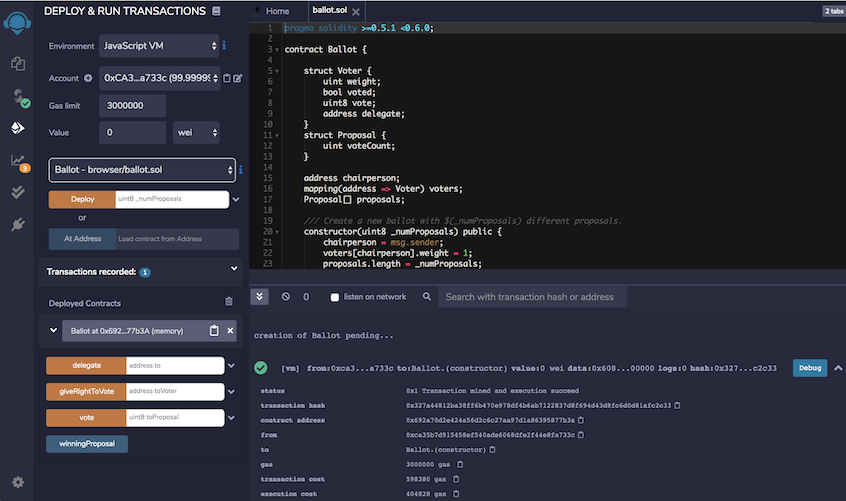 DEPLOY & RUN TRANSACTIONS
Environment JavaScript VM
Account 0xCA3...a733c (99.99999
Gas limit 3000000
Value 0 wei
3
Ballot - browser/ballot.sol
Deploy uint8 _numProposals
or
At Address Load contract from Address
Transactions recorded: 1
Deployed Contracts
Ballot at 0x692...77b3A (memory)
delegate address to
giveRightToVote address toVoter
vote uint8 toProposal
winningProposal
Home ballot.sol 2 tabs
1 pragma solidity >=0.5.1 <0.6.0;
2
3 contract Ballot {
4
5 struct Voter {
6 uint weight;
7 bool voted;
8 uint8 vote;
9 address delegate;
10 }
11 struct Proposal {
12 uint voteCount;
13 }
14
15 address chairperson;
16 mapping(address => Voter) voters;
17 Proposal[] proposals;
18
19 /// Create a new ballot with $(_numProposals) different proposals.
20 constructor(uint8 _numProposals) public {
21 chairperson = msg.sender;
22 voters[chairperson].weight = 1;
23 proposals.length = _numProposals;
0 listen on network Search with transaction hash or address
creation of Ballot pending...
[vm] from:0xca3...a733c to:Ballot.(constructor) value:0 wei data:0x608...00000 logs:0 hash:0x327...c2c33 Debug
status 0x1 Transaction mined and execution succeed
transaction hash 0x327a44812ba38ff6b470e978df4b6ab7122837d8f694d43d8fc6d0d81afc2c33
contract address 0x692a70d2e424a56d2c6c27aa97d1a86395877b3a
from 0xca35b7d915458ef540ade6068dfe2f44e8fa733c
to Ballot.(constructor)
gas 3000000 gas
transaction cost 598380 gas
execution cost 404828 gas